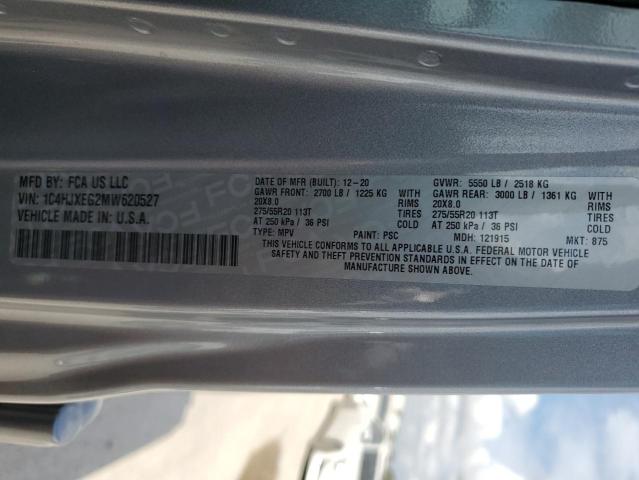 MFD BY: FCA US LLC
VIN: 1C4HJXEG2MW620527
VEHICLE MADE IN U.S.A.
DATE OF MFR (BUILT): 12-20
GAWR FRONT: 2700 LB / 1225 KG
20X8.0 RIMS
275/55R20 113T TIRES
AT 250 kPa / 36 PSI COLD
TYPE: MPV PAINT: PSC
GVWR: 5550 LB / 2518 KG
GAWR REAR: 3000 LB / 1361 KG
20X8.0 RIMS
275/55R20 113T TIRES
AT 250 kPa / 36 PSI COLD
MDH: 121915 MKT: 875
THIS VEHICLE CONFORMS TO ALL APPLICABLE U.S.A. FEDERAL MOTOR VEHICLE
SAFETY AND THEFT PREVENTION STANDARDS IN EFFECT ON THE DATE OF
MANUFACTURE SHOWN ABOVE.